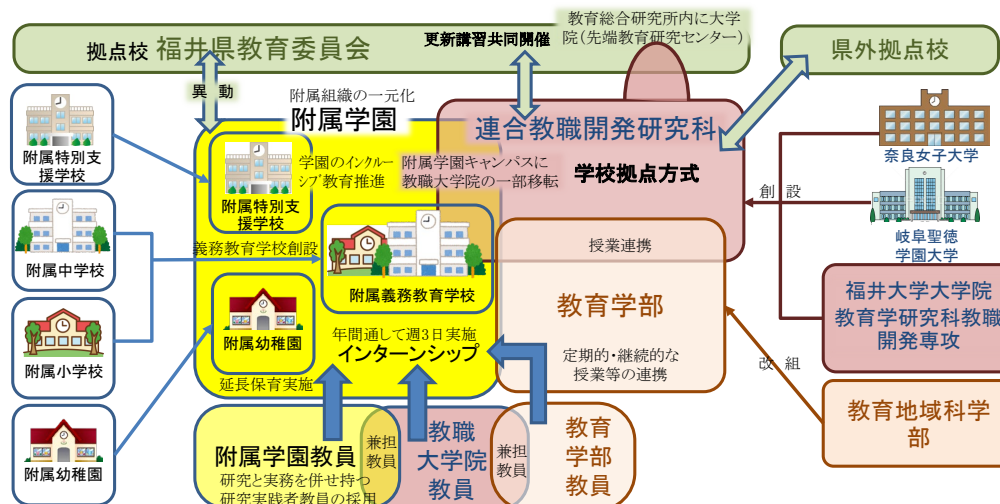 拠点校 福井県教育委員会
更新講習共同開催
教育総合研究所内に大学
院(先端教育研究センター)
県外拠点校
異 動
附属組織の一元化
附属学園
連合教職開発研究科
学校拠点方式
附属特別支
援学校
附属中学校
附属小学校
附属幼稚園
附属特別支
援学校
学園のインクルー
シブ教育推進
附属学園キャンパスに
教職大学院の一部移転
義務教育学校創設
附属義務教育学校
附属幼稚園
延長保育実施
年間通して週3日実施
インターンシップ
授業連携
教育学部
定期的・継続的な
授業等の連携
創 設
改 組
奈良女子大学
岐阜聖徳
学園大学
福井大学大学院
教育学研究科教職
開発専攻
教育地域科学
部
附属学園教員
研究と実務を併せ持つ
研究実践者教員の採用
兼担
教員
教職
大学院
教員
兼担
教員
教育
学部
教員